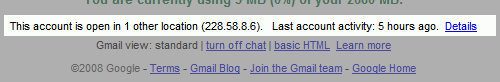 You are currently using 5 MB (0%) of your 2680 MB.
This account is open in 1 other location (228.58.8.6).   Last account activity: 5 hours ago.  Details
Gmail view: standard | turn off chat | basic HTML  Learn more
©2008 Google - Terms - Gmail Blog - Join the Gmail team - Google Home